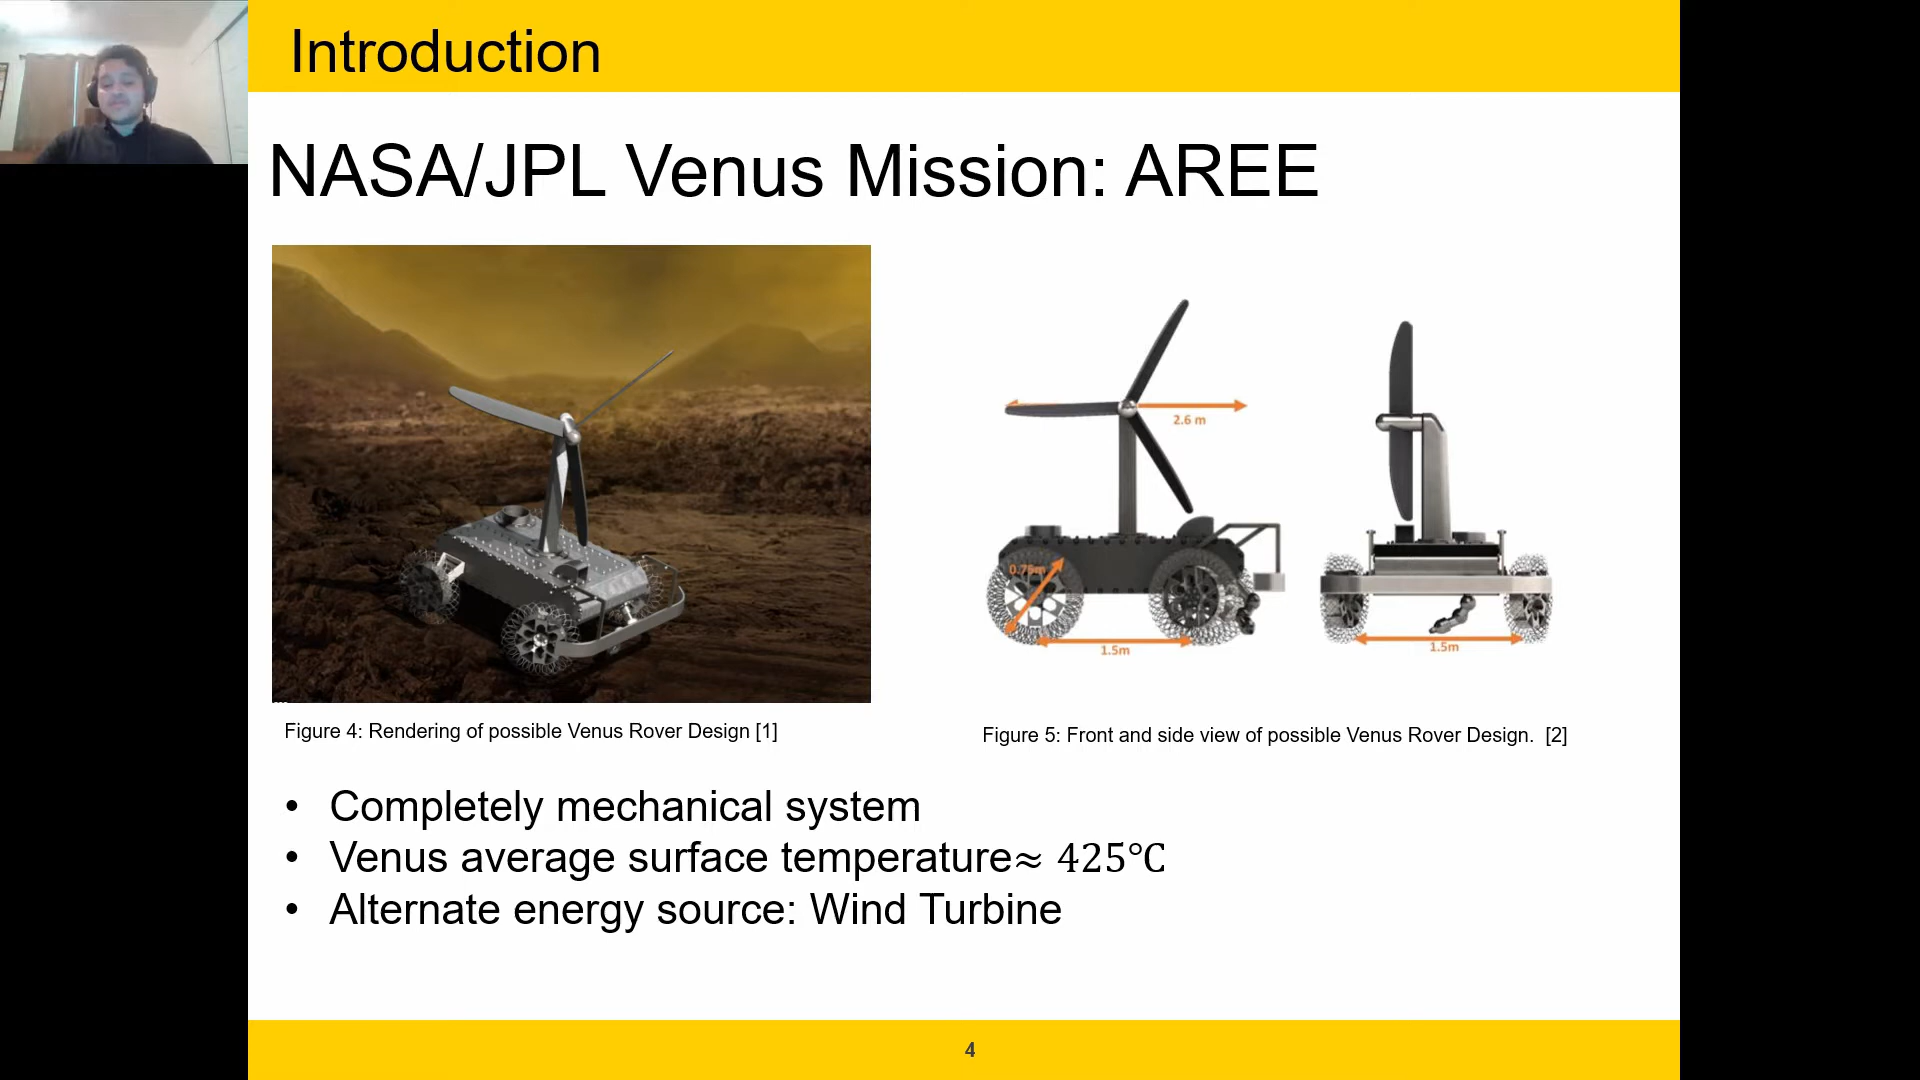 Introduction
NASA/JPL Venus Mission: AREE
2.6 m
0.75m
1.5m
1.5m
Figure 4: Rendering of possible Venus Rover Design [1]
Figure 5: Front and side view of possible Venus Rover Design. [2]
• Completely mechanical system
• Venus average surface temperature≈ 425℃
• Alternate energy source: Wind Turbine
4